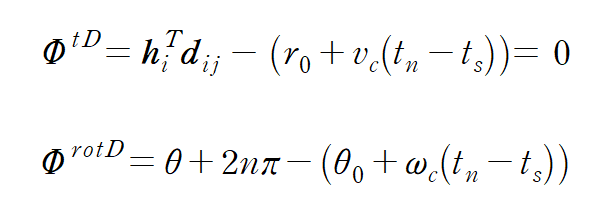 Φ^{tD} = h_i^T d_{ij} − (r_0 + v_c(t_n − t_s)) = 0
Φ^{rotD} = θ + 2nπ − (θ_0 + ω_c(t_n − t_s))